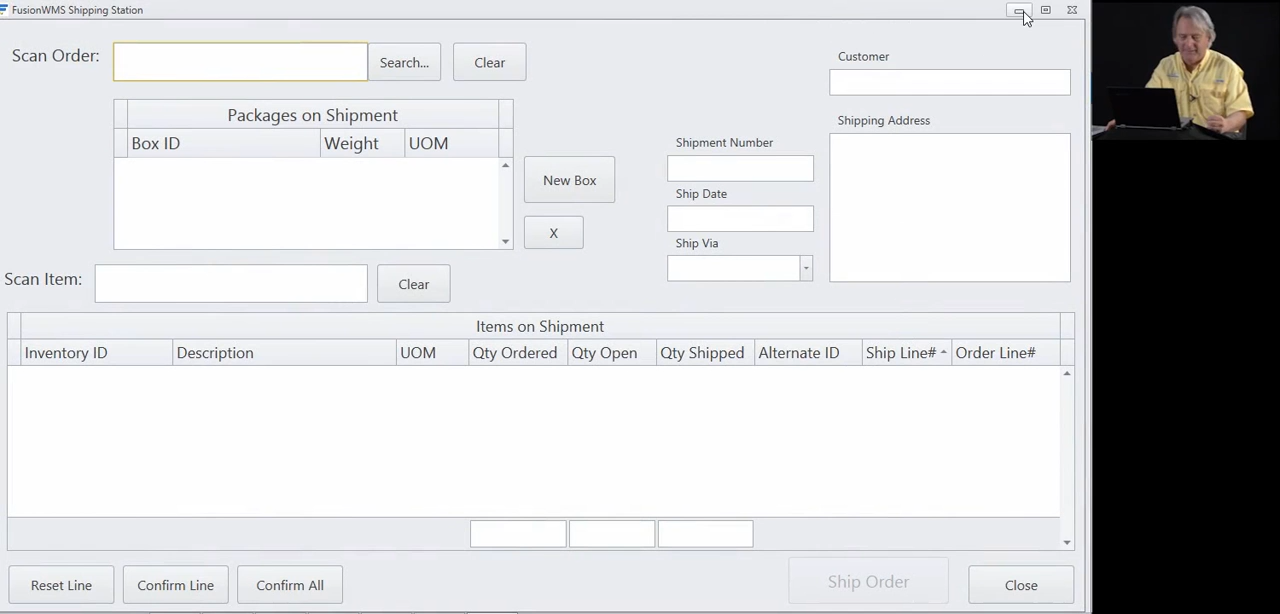 FusionWMS Shipping Station
Scan Order:
Search...
Clear
Customer
Packages on Shipment
Box ID
Weight
UOM
New Box
X
Shipment Number
Ship Date
Ship Via
Shipping Address
Scan Item:
Clear
Items on Shipment
Inventory ID
Description
UOM
Qty Ordered
Qty Open
Qty Shipped
Alternate ID
Ship Line#
Order Line#
Reset Line
Confirm Line
Confirm All
Ship Order
Close